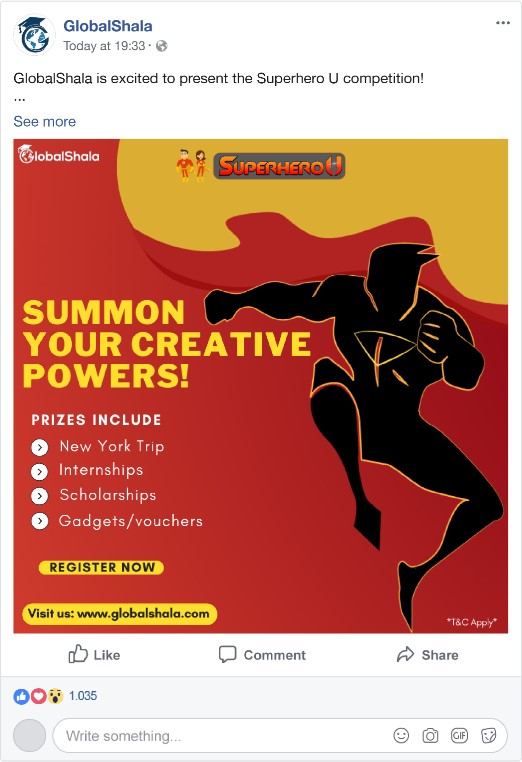 GlobalShala
Today at 19:33 ·
GlobalShala is excited to present the Superhero U competition!
...
See more
GlobalShala
SUPERHERO U
SUMMON
YOUR CREATIVE
POWERS!
PRIZES INCLUDE
New York Trip
Internships
Scholarships
Gadgets/vouchers
REGISTER NOW
Visit us: www.globalshala.com
*T&C Apply*
Like Comment Share
1.035
Write something...
GIF